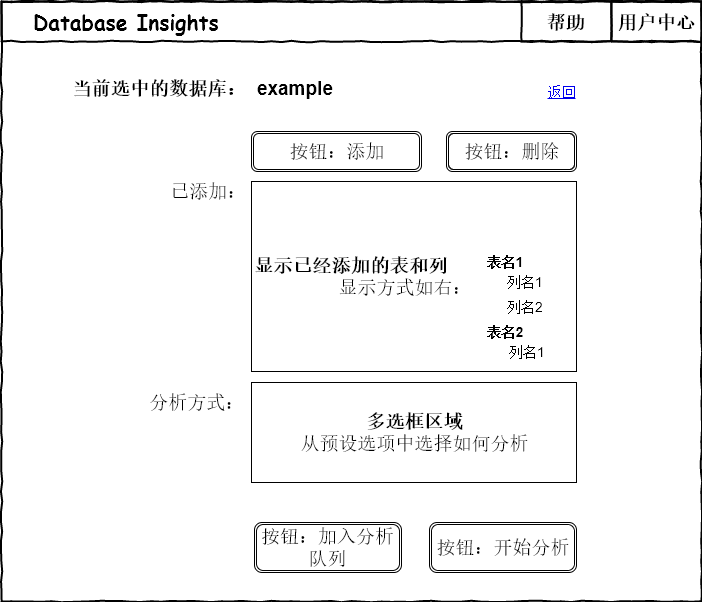 Database Insights
帮助
用户中心
当前选中的数据库：
example
返回
按钮：添加
按钮：删除
已添加：
显示已经添加的表和列
显示方式如右：
表名1
列名1
列名2
表名2
列名1
分析方式：
多选框区域
从预设选项中选择如何分析
按钮：加入分析
队列
按钮：开始分析